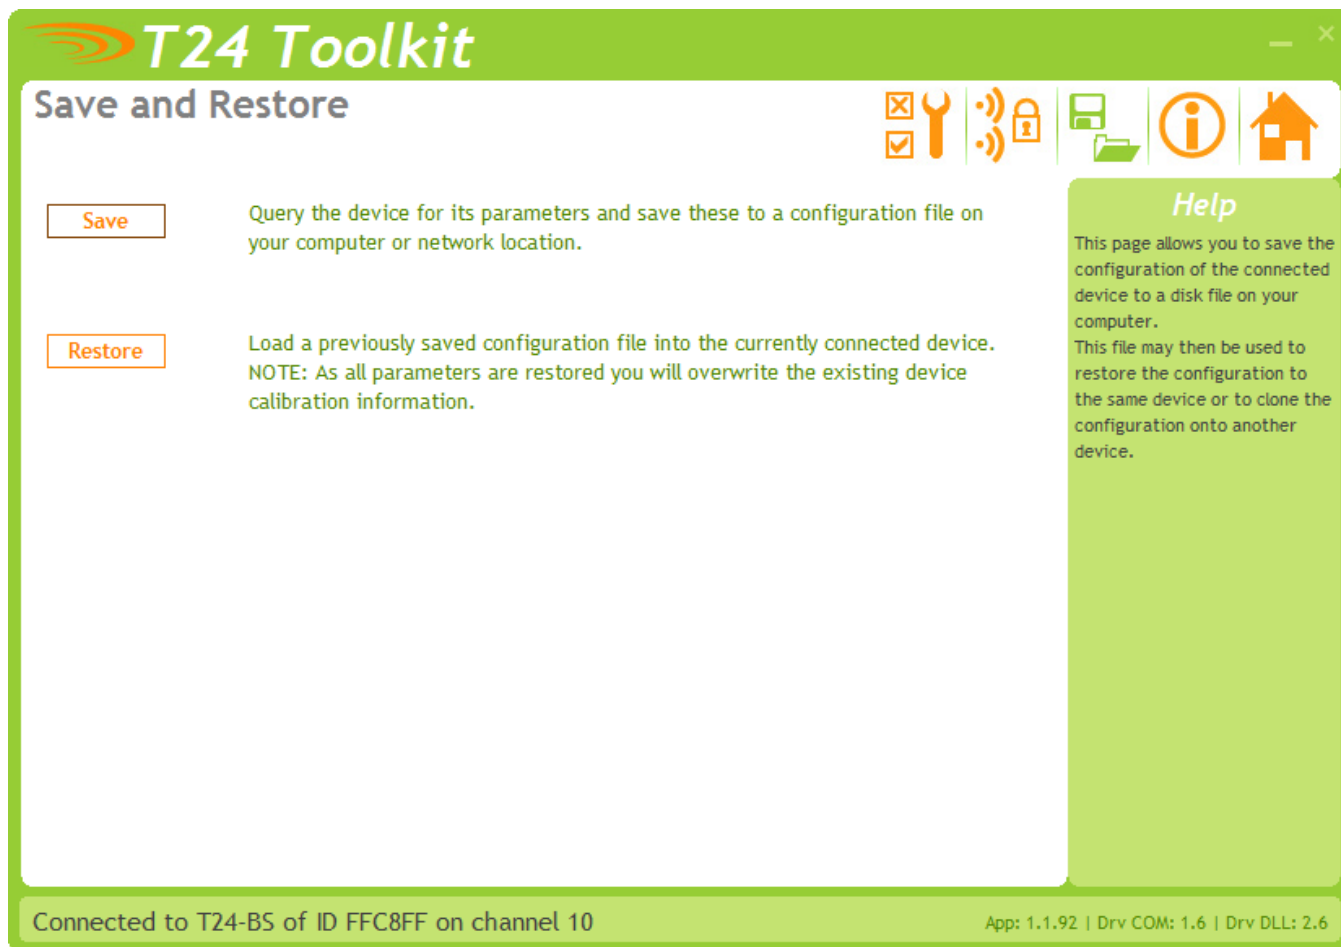 T24 Toolkit
Save and Restore
Save
Query the device for its parameters and save these to a configuration file on
your computer or network location.
Restore
Load a previously saved configuration file into the currently connected device.
NOTE: As all parameters are restored you will overwrite the existing device
calibration information.
Help
This page allows you to save the
configuration of the connected
device to a disk file on your
computer.
This file may then be used to
restore the configuration to
the same device or to clone the
configuration onto another
device.
Connected to T24-BS of ID FFC8FF on channel 10
App: 1.1.92 | Drv COM: 1.6 | Drv DLL: 2.6